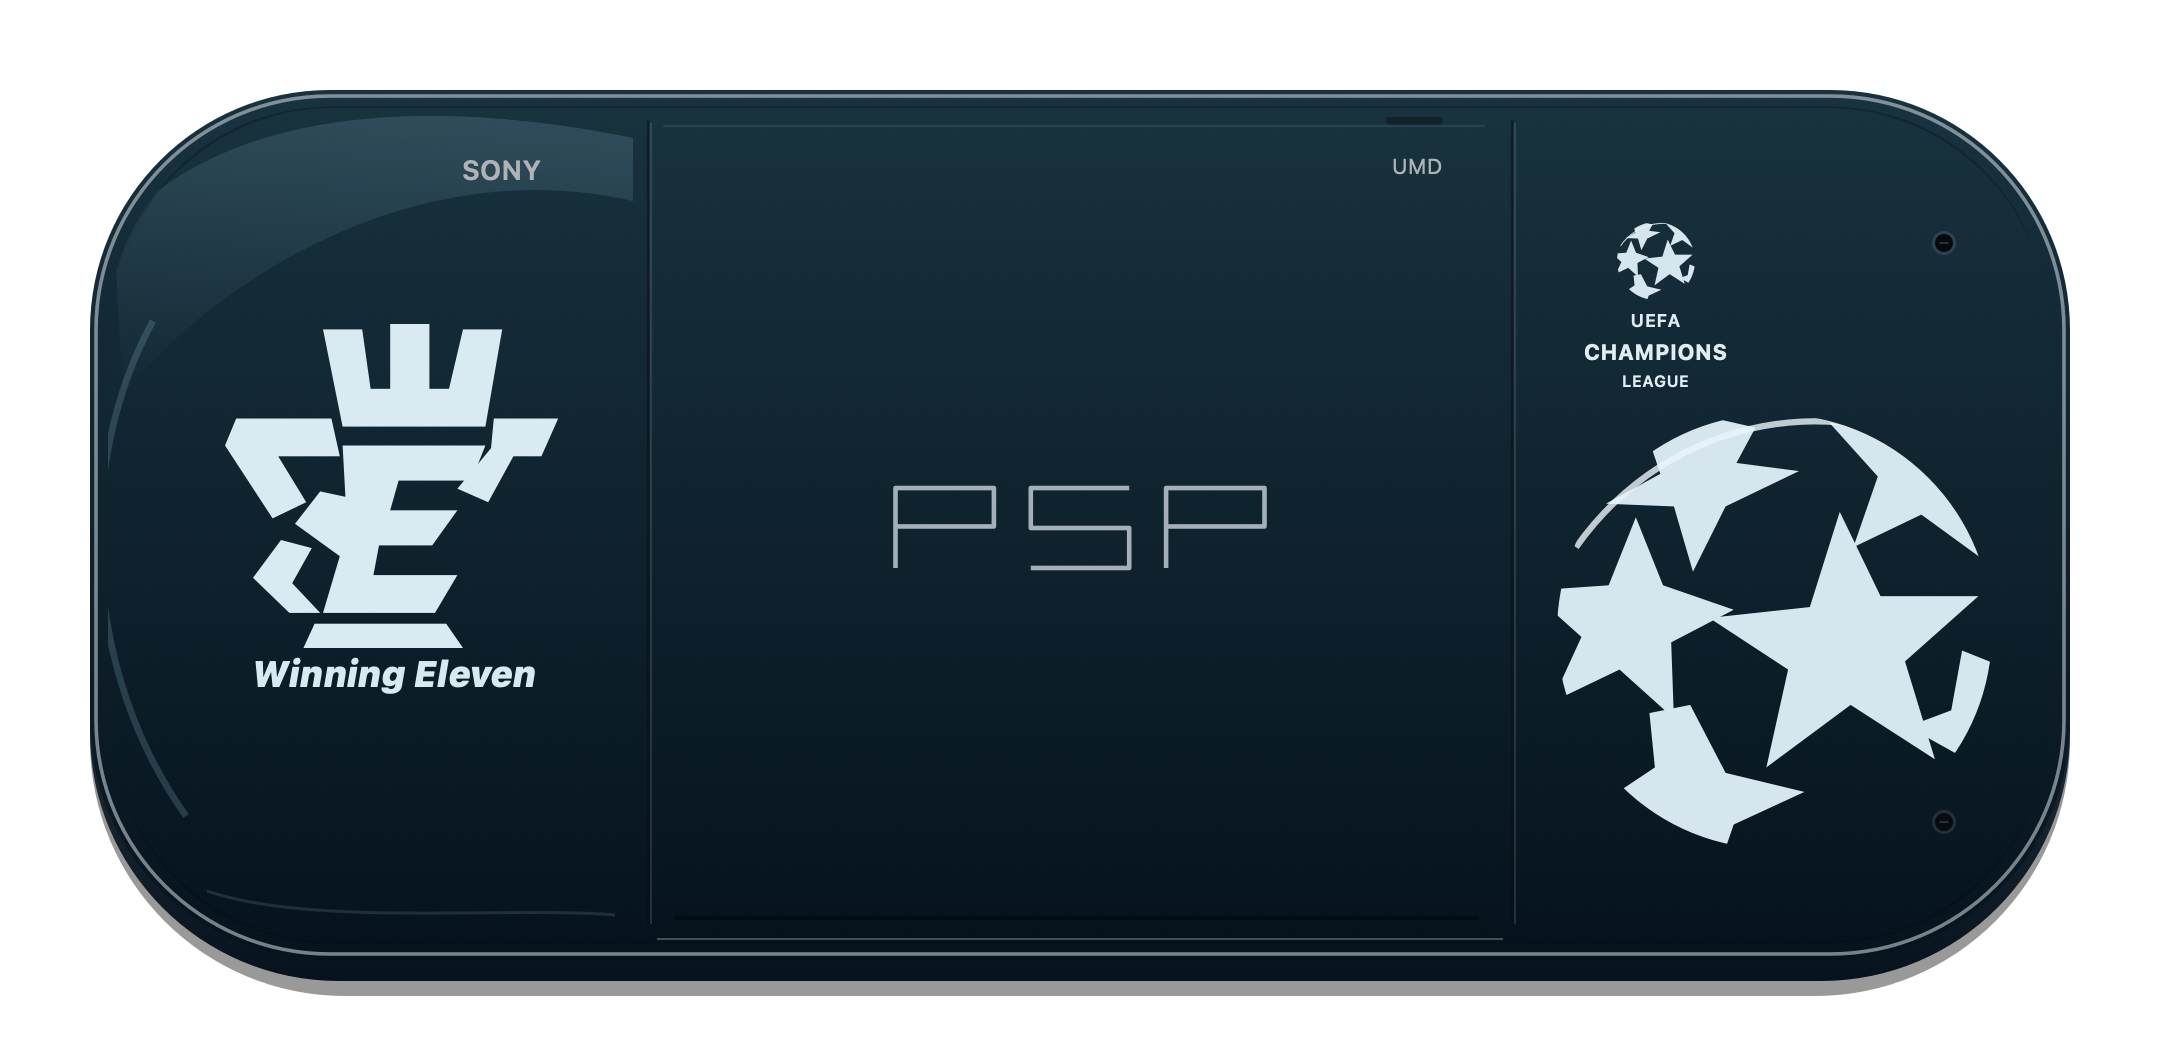 SONY
UMD
UEFA
CHAMPIONS
LEAGUE
PSP
Winning Eleven